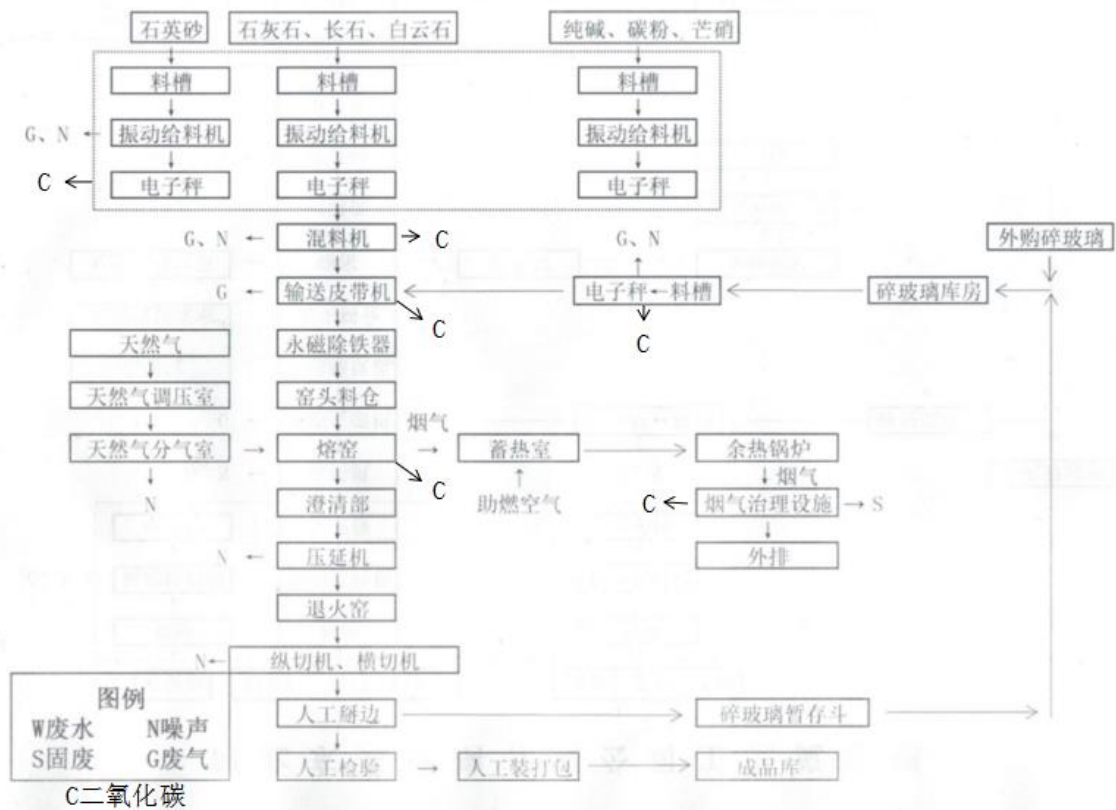 石英砂 石灰石、长石、白云石 纯碱、碳粉、芒硝
料槽 料槽 料槽
G、N 振动给料机 振动给料机 振动给料机
C 电子秤 电子秤 电子秤
G、N 混料机 C G、N 外购碎玻璃
G 输送皮带机 电子秤 料槽 碎玻璃库房
C C
天然气 永磁除铁器
天然气调压室 窑头料仓
烟气
天然气分气室 熔窑 蓄热室 余热锅炉
C 烟气
N 澄清部 助燃空气 C 烟气治理设施 S
N 压延机 外排
退火窑
N 纵切机、横切机
图例
人工掰边 碎玻璃暂存斗
W废水 N噪声
S固废 G废气
人工检验 人工装打包 成品库
C二氧化碳